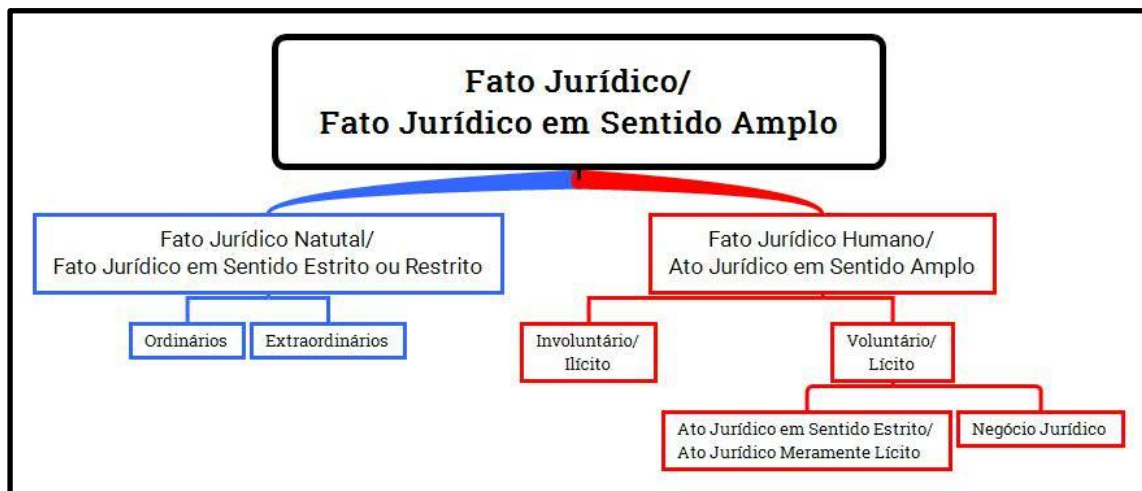 Fato Jurídico/
Fato Jurídico em Sentido Amplo
Fato Jurídico Natutal/
Fato Jurídico em Sentido Estrito ou Restrito
Fato Jurídico Humano/
Ato Jurídico em Sentido Amplo
Ordinários
Extraordinários
Involuntário/
Ilícito
Voluntário/
Lícito
Ato Jurídico em Sentido Estrito/
Ato Jurídico Meramente Lícito
Negócio Jurídico